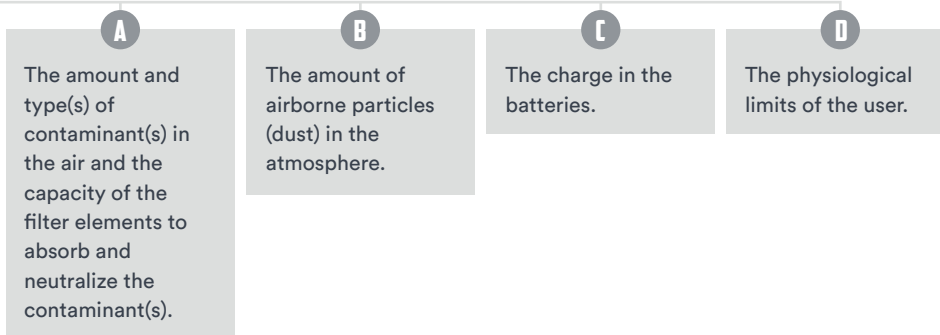 A
The amount and
type(s) of
contaminant(s) in
the air and the
capacity of the
filter elements to
absorb and
neutralize the
contaminant(s).
B
The amount of
airborne particles
(dust) in the
atmosphere.
C
The charge in the
batteries.
D
The physiological
limits of the user.